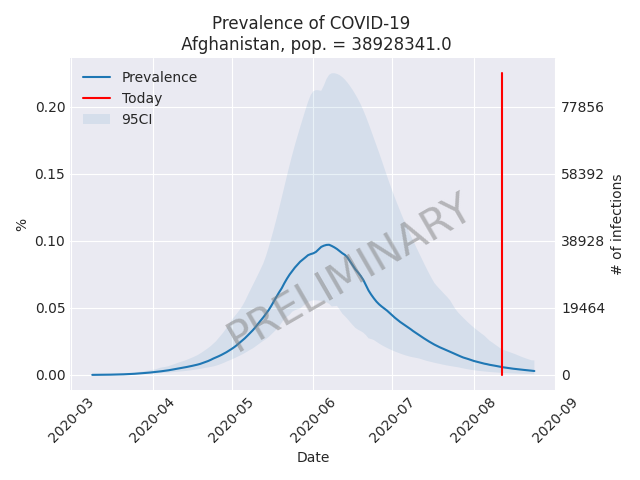 Prevalence of COVID-19
Afghanistan, pop. = 38928341.0
Prevalence
Today
95CI
0.20
0.15
0.10
0.05
0.00
%
77856
58392
38928
19464
0
# of infections
PRELIMINARY
2020-03
2020-04
2020-05
2020-06
2020-07
2020-08
2020-09
Date